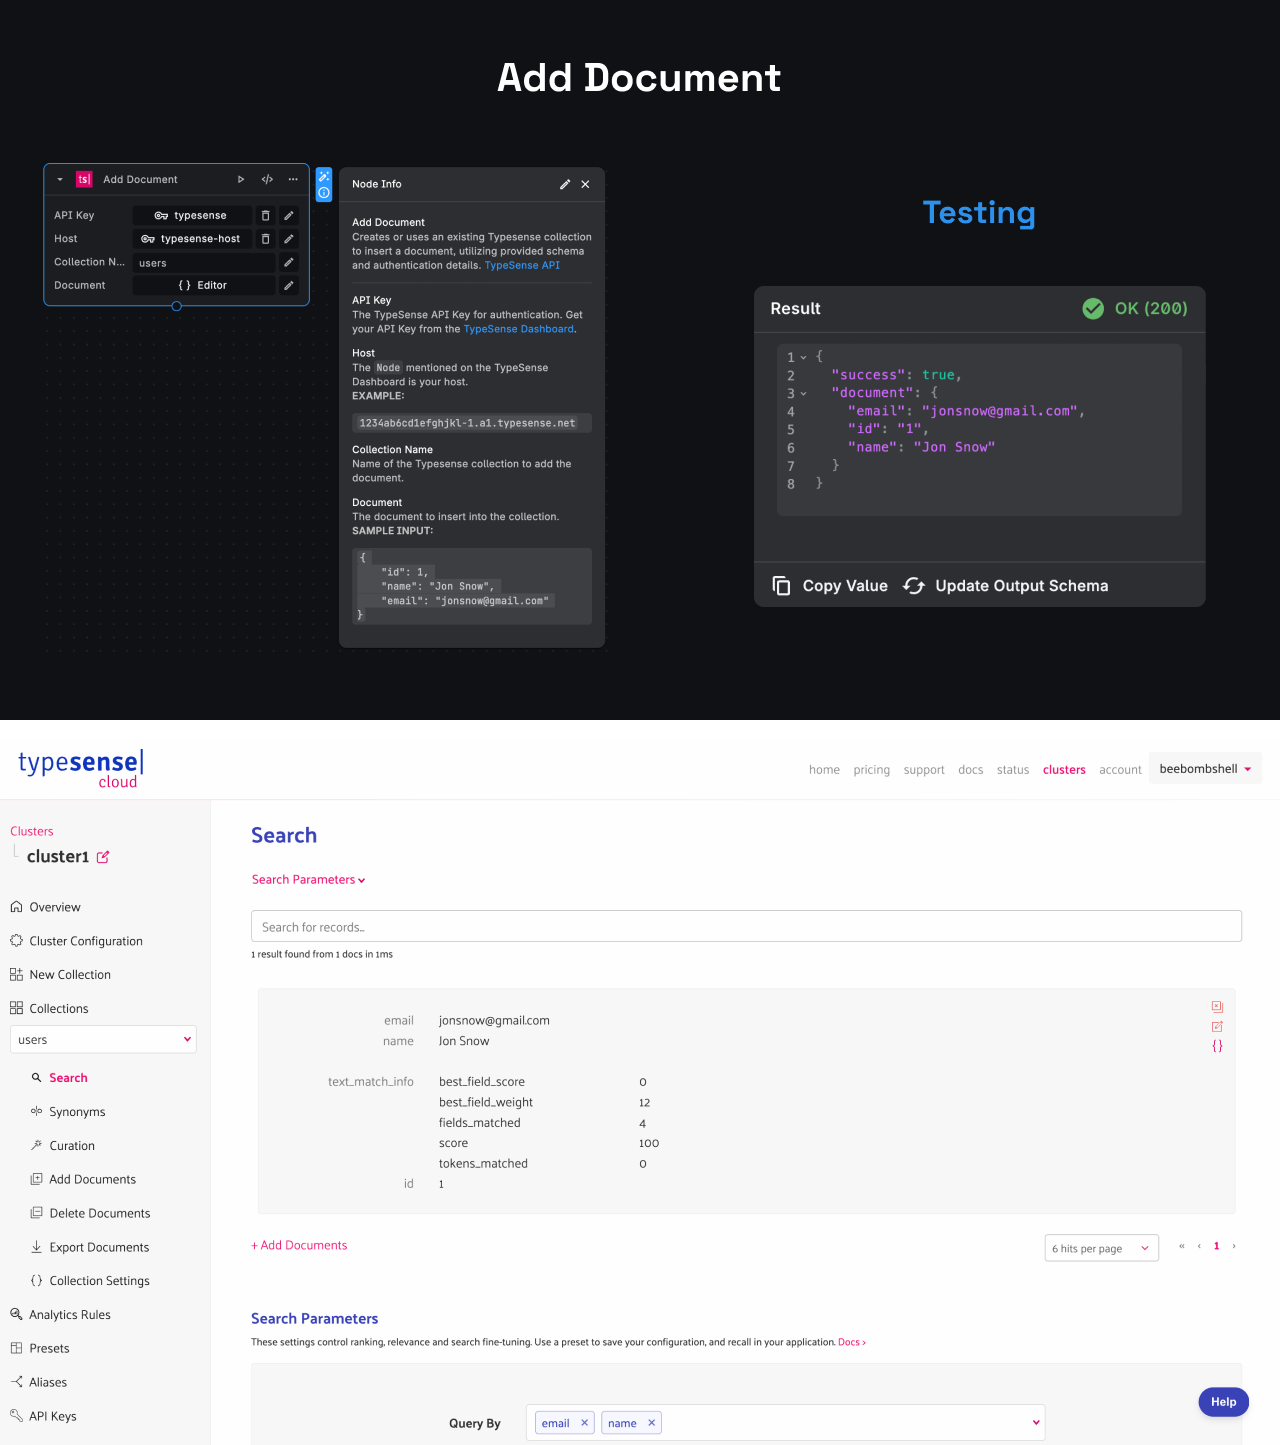 Add Document
ts| Add Document
API Key typesense
Host typesense-host
Collection N... users
Document { } Editor
Node Info
Add Document
Creates or uses an existing Typesense collection
to insert a document, utilizing provided schema
and authentication details. TypeSense API
API Key
The TypeSense API Key for authentication. Get
your API Key from the TypeSense Dashboard.
Host
The Node mentioned on the TypeSense
Dashboard is your host.
EXAMPLE:
1234ab6cd1efghjkl-1.a1.typesense.net
Collection Name
Name of the Typesense collection to add the
document.
Document
The document to insert into the collection.
SAMPLE INPUT:
{
"id": 1,
"name": "Jon Snow",
"email": "jonsnow@gmail.com"
}
Testing
Result OK (200)
1 {
2 "success": true,
3 "document": {
4 "email": "jonsnow@gmail.com",
5 "id": "1",
6 "name": "Jon Snow"
7 }
8 }
Copy Value Update Output Schema
typesense|
cloud
home pricing support docs status clusters account beebombshell
Clusters
cluster1
Overview
Cluster Configuration
New Collection
Collections
users
Search
Synonyms
Curation
Add Documents
Delete Documents
Export Documents
Collection Settings
Analytics Rules
Presets
Aliases
API Keys
Search
Search Parameters
Search for records...
1 result found from 1 docs in 1ms
email jonsnow@gmail.com
name Jon Snow
text_match_info best_field_score 0
best_field_weight 12
fields_matched 4
score 100
tokens_matched 0
id 1
+ Add Documents
6 hits per page « ‹ 1 ›
Search Parameters
These settings control ranking, relevance and search fine-tuning. Use a preset to save your configuration, and recall in your application. Docs ›
Query By email × name ×
Help